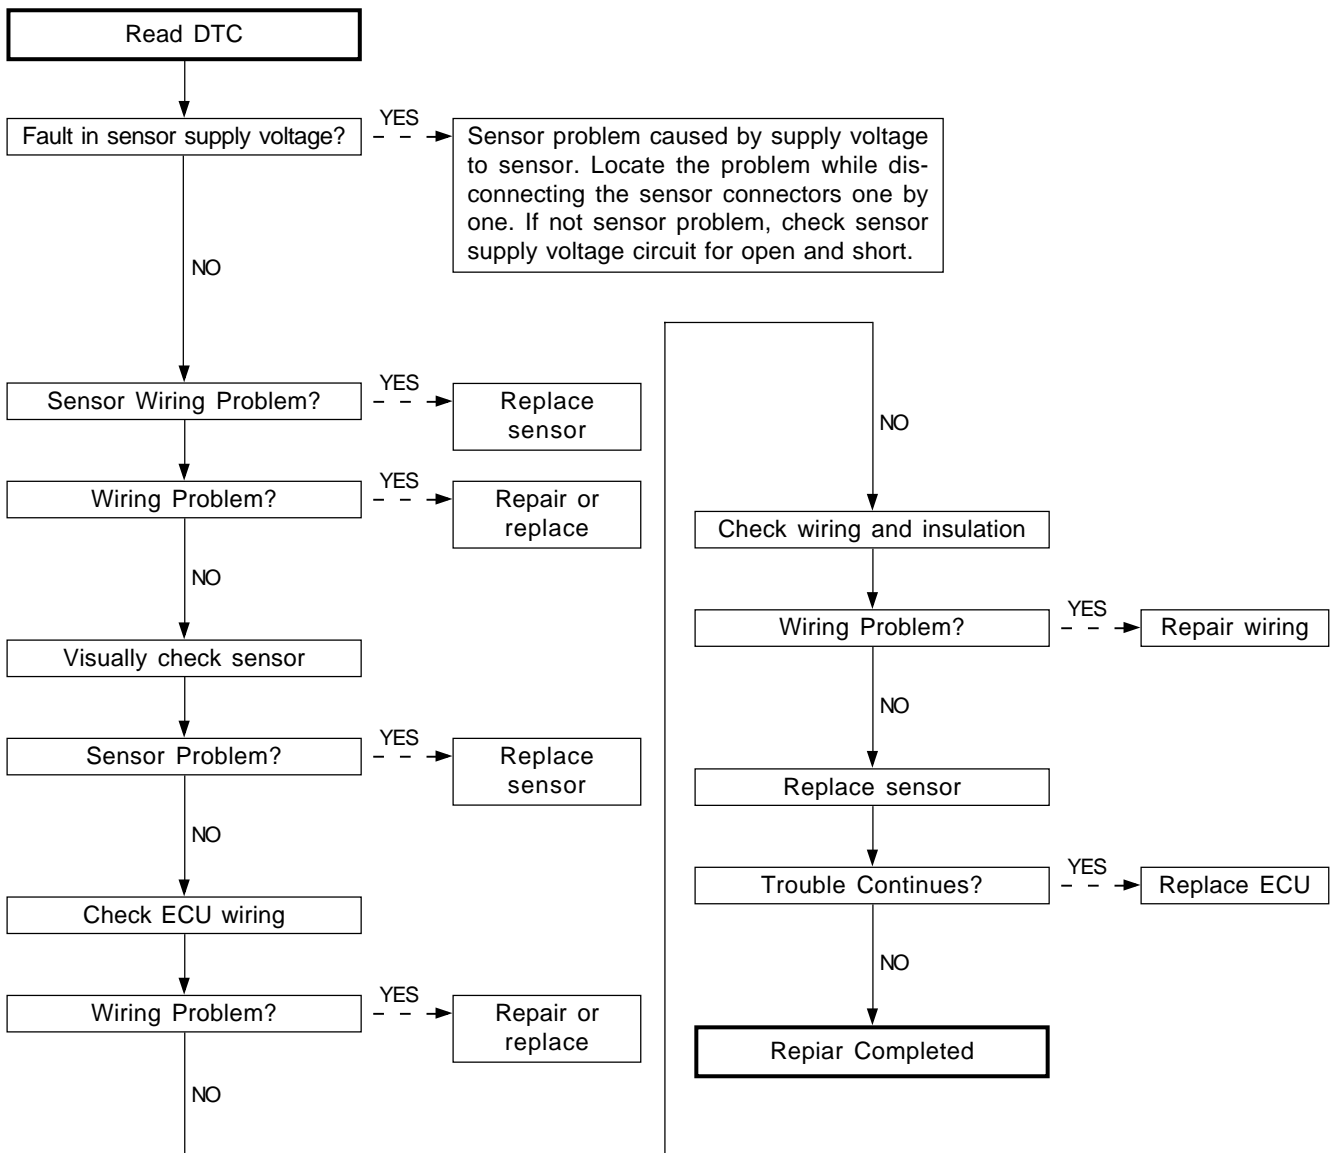 Read DTC
Fault in sensor supply voltage?
YES
Sensor problem caused by supply voltage
to sensor. Locate the problem while dis-
connecting the sensor connectors one by
one. If not sensor problem, check sensor
supply voltage circuit for open and short.
NO
Sensor Wiring Problem?
YES
Replace
sensor
Wiring Problem?
YES
Repair or
replace
NO
Visually check sensor
Sensor Problem?
YES
Replace
sensor
NO
Check ECU wiring
Wiring Problem?
YES
Repair or
replace
NO
NO
Check wiring and insulation
Wiring Problem?
YES
Repair wiring
NO
Replace sensor
Trouble Continues?
YES
Replace ECU
NO
Repiar Completed